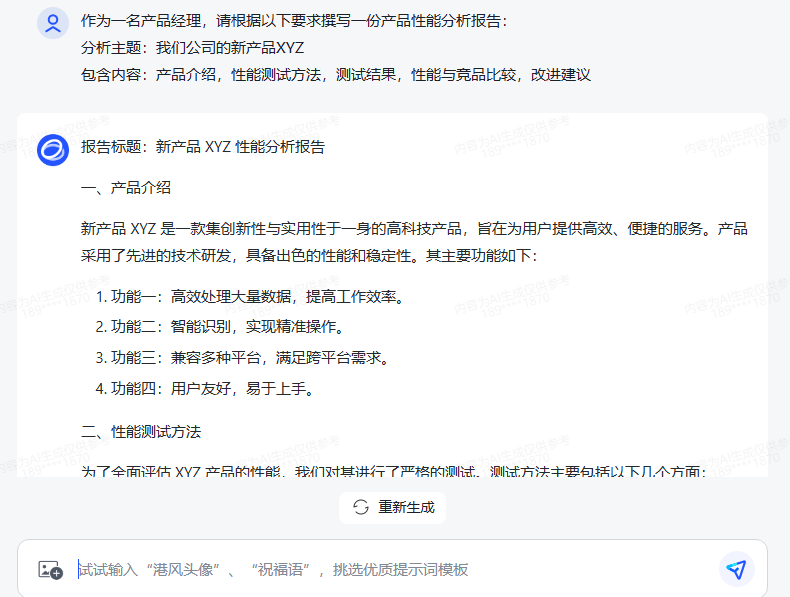 作为一名产品经理，请根据以下要求撰写一份产品性能分析报告：
分析主题：我们公司的新产品XYZ
包含内容：产品介绍，性能测试方法，测试结果，性能与竞品比较，改进建议
报告标题：新产品 XYZ 性能分析报告
一、产品介绍
新产品 XYZ 是一款集创新性与实用性于一身的高科技产品，旨在为用户提供高效、便捷的服务。产品
采用了先进的技术研发，具备出色的性能和稳定性。其主要功能如下：
1. 功能一：高效处理大量数据，提高工作效率。
2. 功能二：智能识别，实现精准操作。
3. 功能三：兼容多种平台，满足跨平台需求。
4. 功能四：用户友好，易于上手。
二、性能测试方法
为了全面评估 XYZ 产品的性能，我们对其进行了严格的测试。测试方法主要包括以下几个方面：
重新生成
试试输入“港风头像”、“祝福语”，挑选优质提示词模板
内容为AI生成仅供参考
189****1870